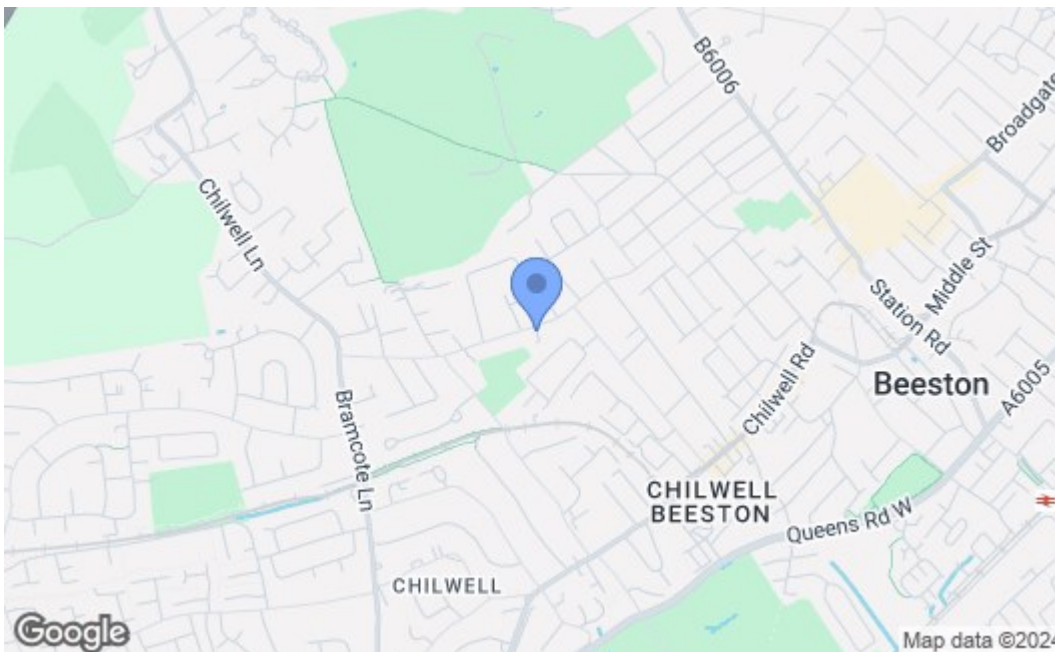 B6006
Broadgate
Chilwell Ln
Middle St
Station Rd
Chilwell Rd
Beeston
A6005
Bramcote Ln
CHILWELL
BEESTON
Queens Rd W
CHILWELL
Google
Map data ©2024